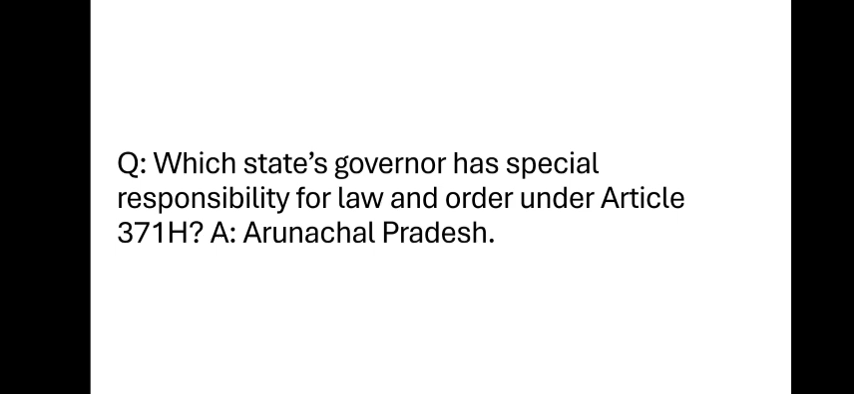 Q: Which state’s governor has special
responsibility for law and order under Article
371H? A: Arunachal Pradesh.